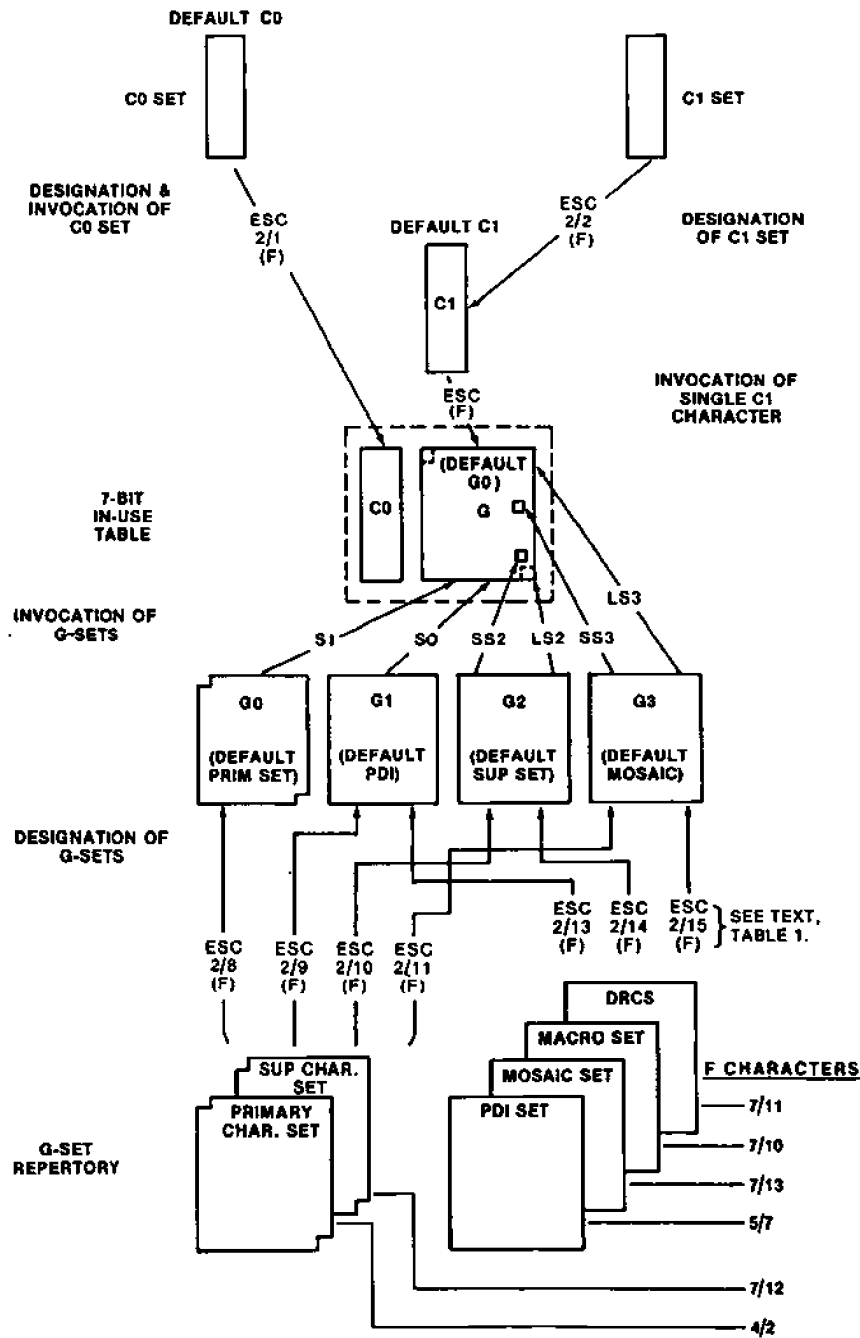 DEFAULT C0
C0 SET
C1 SET
DESIGNATION &
INVOCATION OF
C0 SET
ESC
2/1
(F)
DEFAULT C1
ESC
2/2
(F)
DESIGNATION
OF C1 SET
C1
ESC
(F)
INVOCATION OF
SINGLE C1
CHARACTER
7-BIT
IN-USE
TABLE
C0
(DEFAULT
G0)
G
INVOCATION OF
G-SETS
SI
SO
SS2
LS2
SS3
LS3
G0
(DEFAULT
PRIM SET)
G1
(DEFAULT
PDI)
G2
(DEFAULT
SUP SET)
G3
(DEFAULT
MOSAIC)
DESIGNATION OF
G-SETS
ESC
2/8
(F)
ESC
2/9
(F)
ESC
2/10
(F)
ESC
2/11
(F)
ESC
2/13
(F)
ESC
2/14
(F)
ESC
2/15
(F)
SEE TEXT,
TABLE 1.
G-SET
REPERTORY
SUP CHAR.
SET
PRIMARY
CHAR. SET
DRCS
MACRO SET
MOSAIC SET
PDI SET
F CHARACTERS
7/11
7/10
7/13
5/7
7/12
4/2